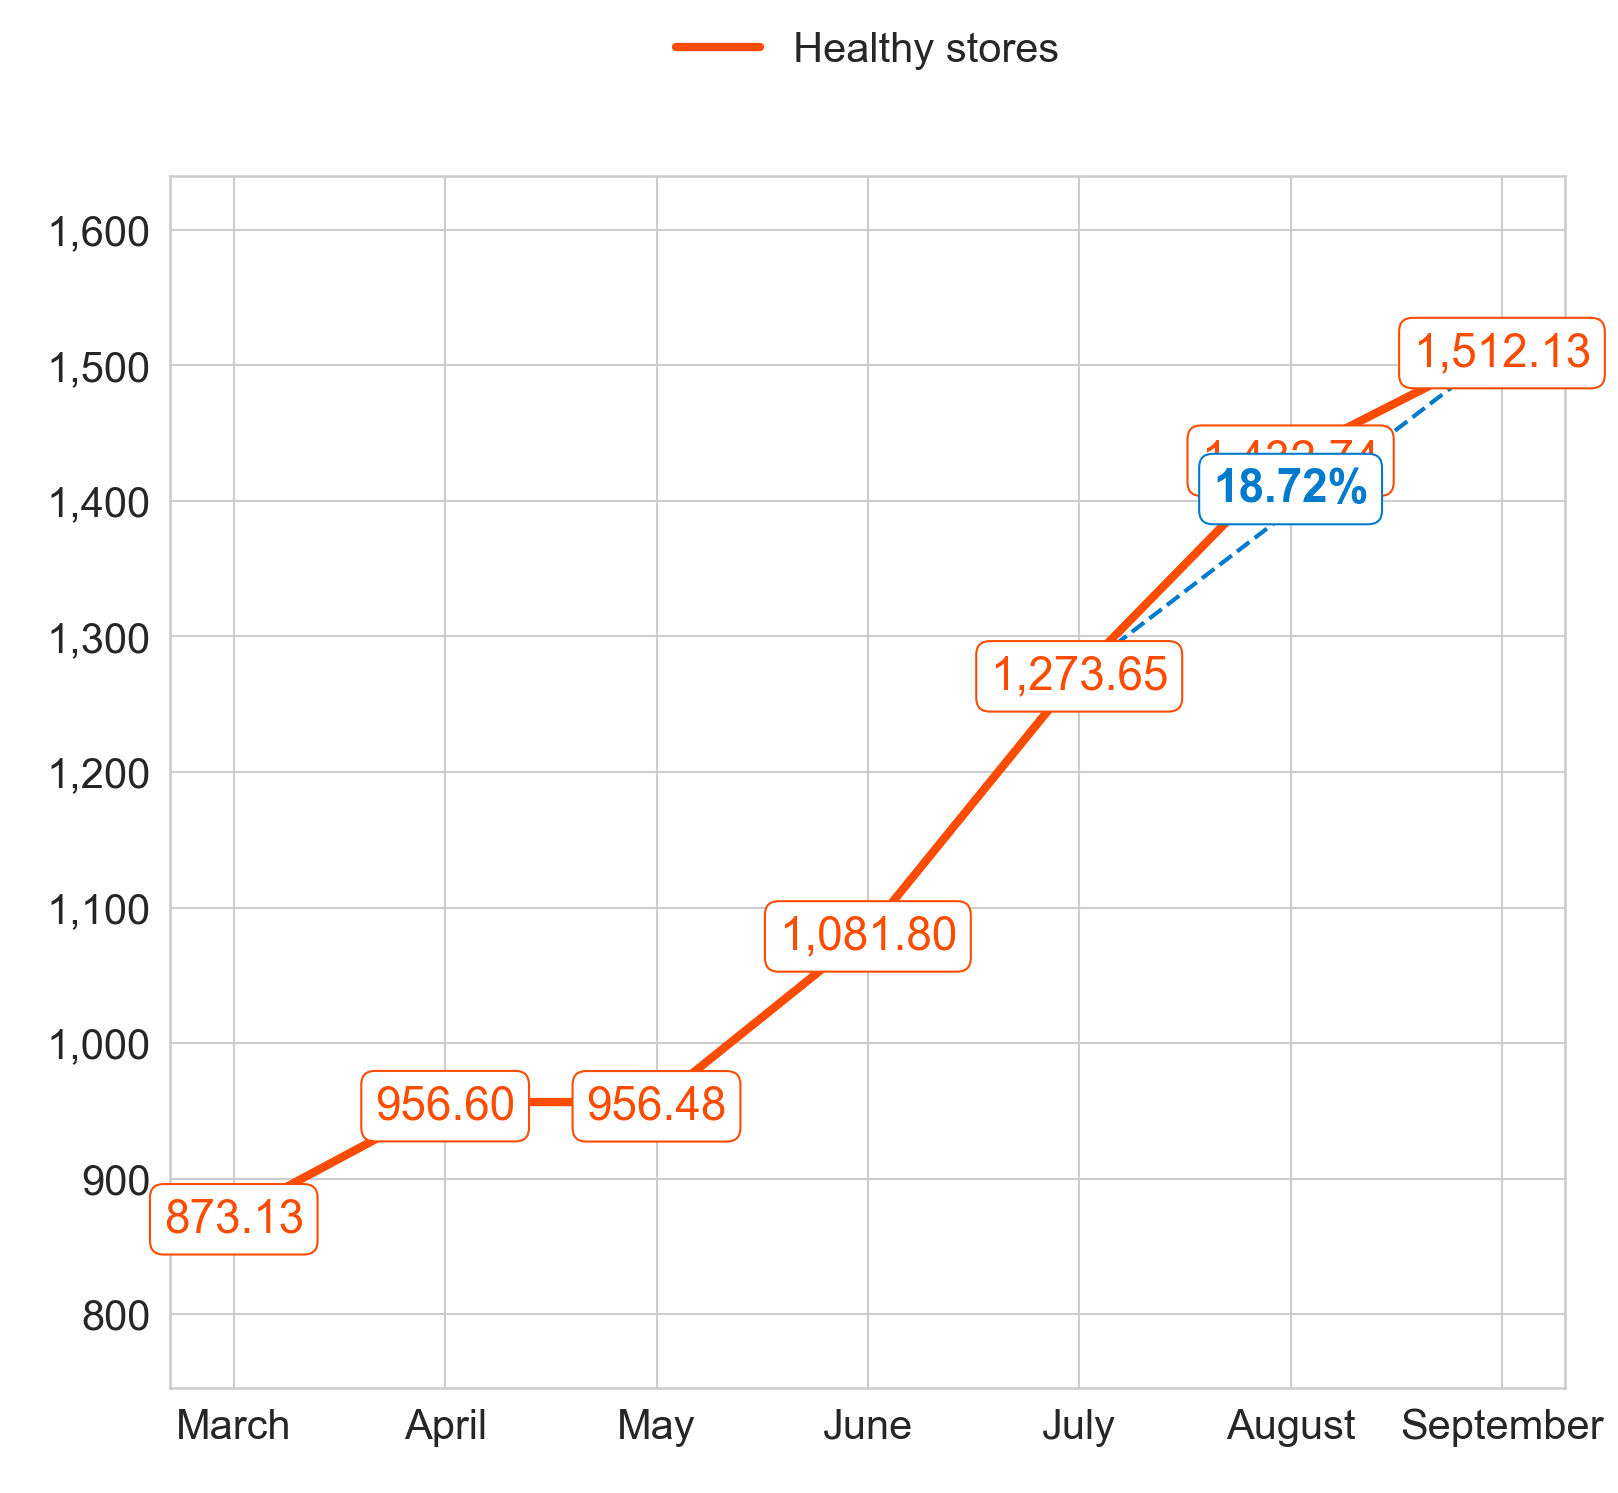 Healthy stores
1,600
1,500
1,400
1,300
1,200
1,100
1,000
900
800
1,512.13
18.72%
1,273.65
1,081.80
956.60
956.48
873.13
March
April
May
June
July
August
September